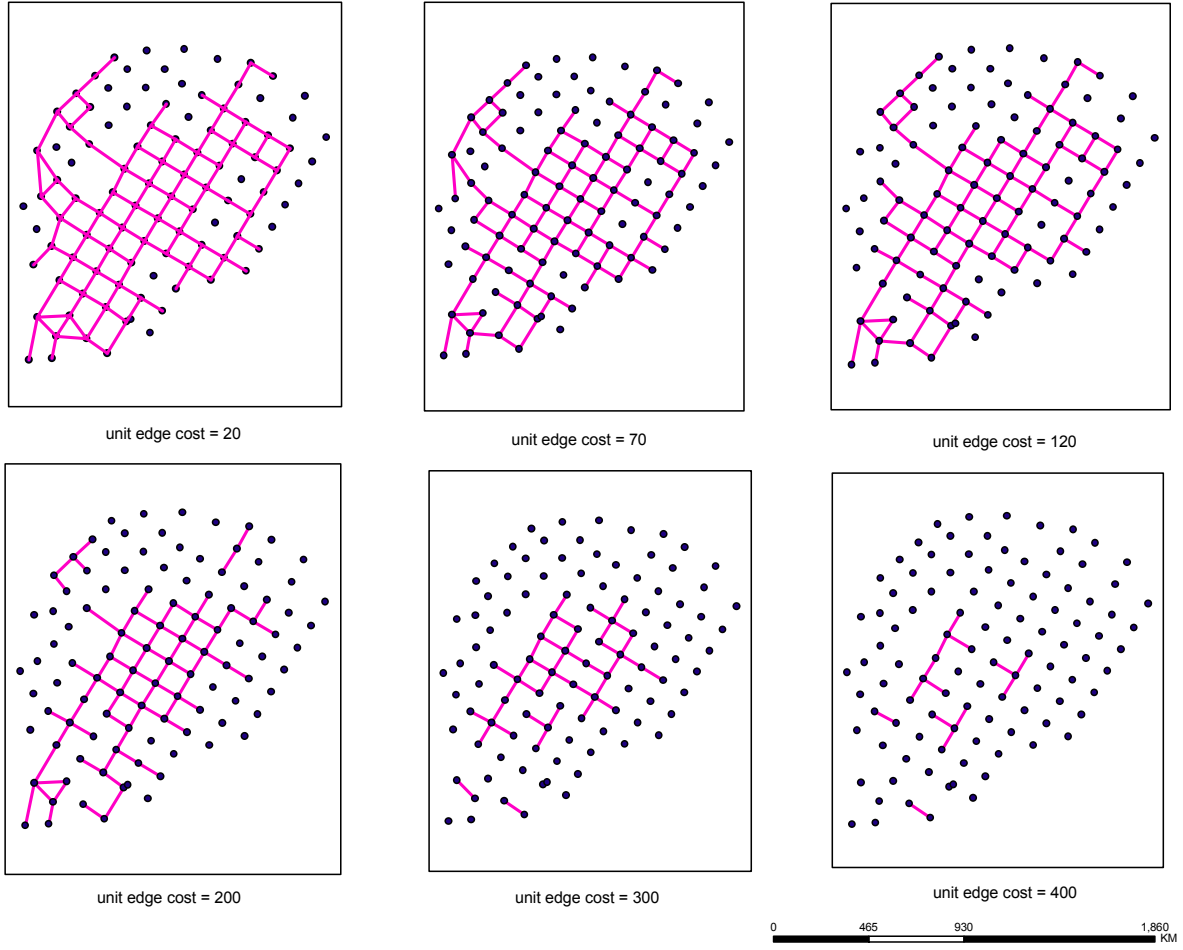 unit edge cost = 20
unit edge cost = 70
unit edge cost = 120
unit edge cost = 200
unit edge cost = 300
unit edge cost = 400
0 465 930 1,860
KM